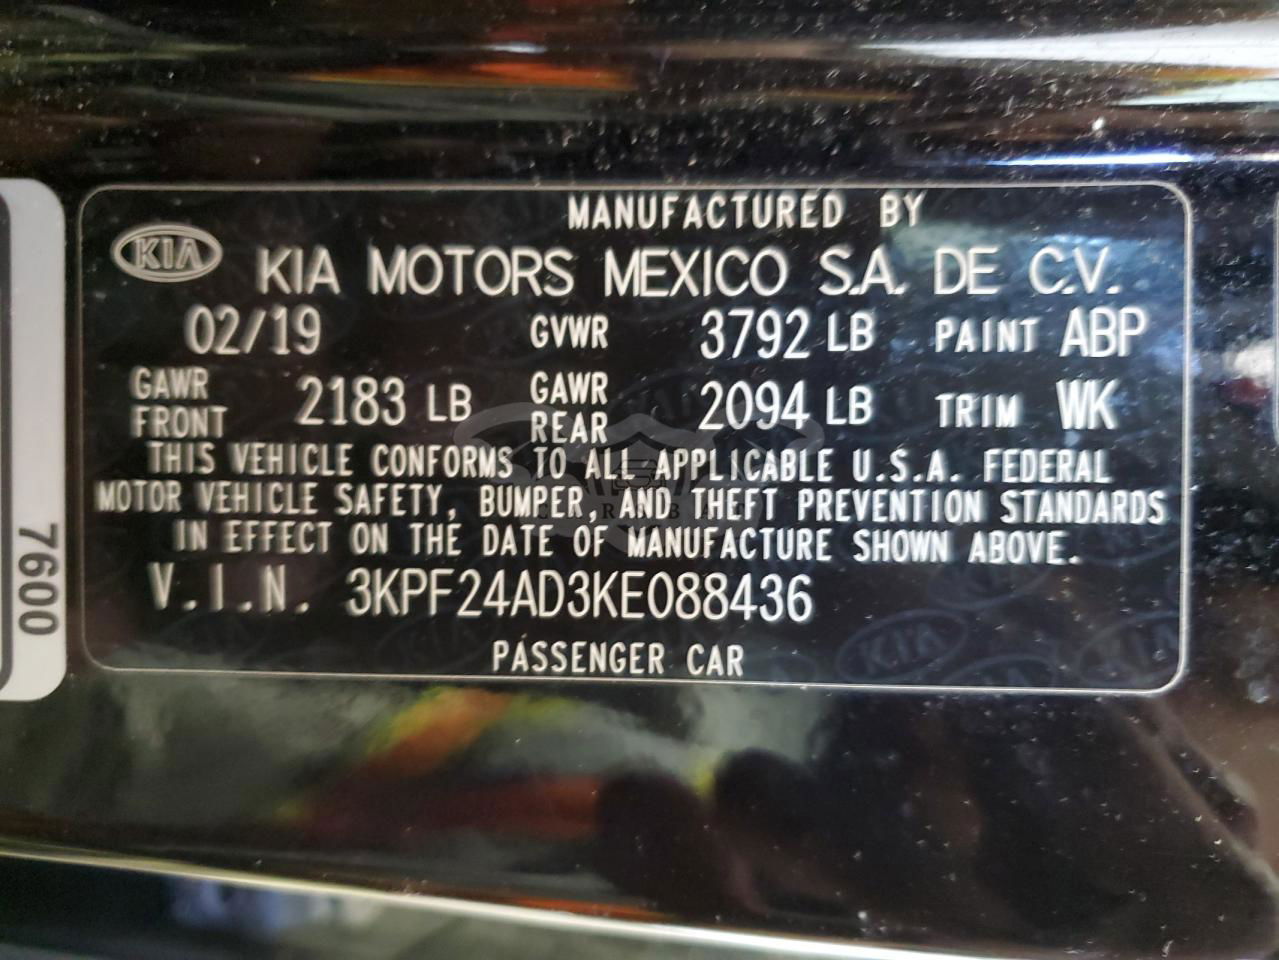 MANUFACTURED BY
KIA KIA MOTORS MEXICO S.A. DE C.V.
02/19 GVWR 3792 LB PAINT ABP
GAWR FRONT 2183 LB GAWR REAR 2094 LB TRIM WK
THIS VEHICLE CONFORMS TO ALL APPLICABLE U.S.A. FEDERAL
MOTOR VEHICLE SAFETY, BUMPER, AND THEFT PREVENTION STANDARDS
IN EFFECT ON THE DATE OF MANUFACTURE SHOWN ABOVE.
V.I.N. 3KPF24AD3KE088436
PASSENGER CAR
7600